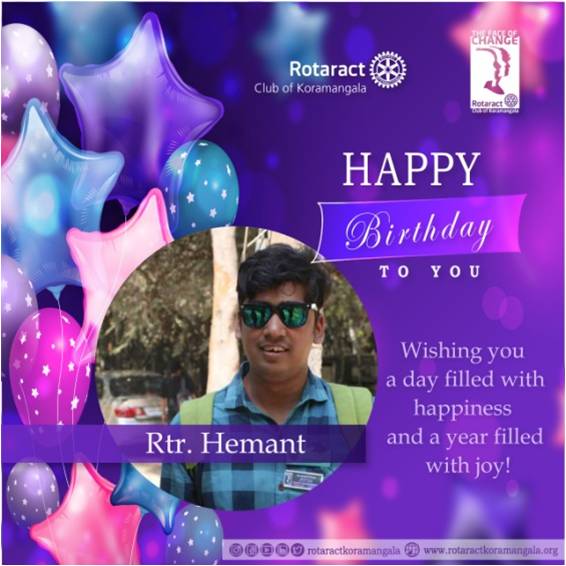 Rotaract
Club of Koramangala
THE FACE OF
CHANGE
Rotaract
Club of Koramangala
HAPPY
Birthday
TO YOU
Wishing you
a day filled with
happiness
and a year filled
with joy!
Rtr. Hemant
rotaractkoramangala www.rotaractkoramangala.org